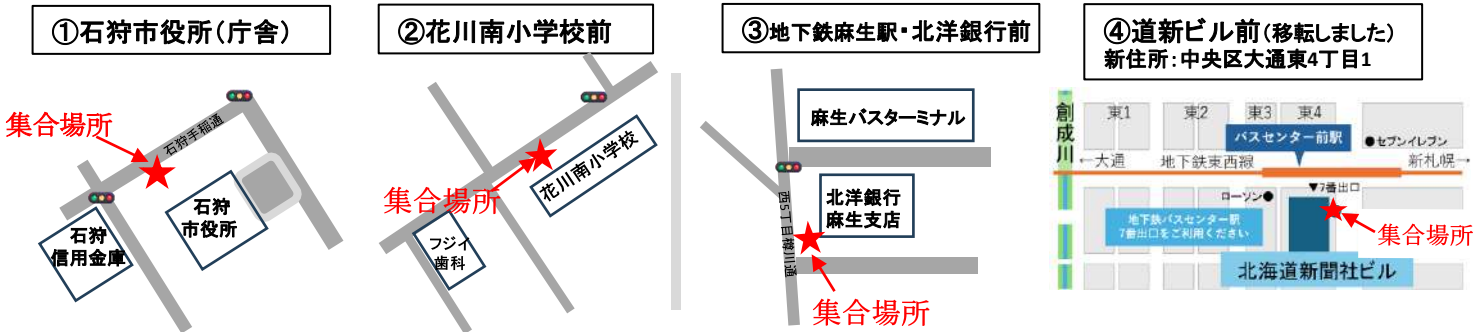 ①石狩市役所(庁舎)
集合場所
石狩手稲通
石狩
市役所
石狩
信用金庫
②花川南小学校前
集合場所
花川南小学校
フジイ
歯科
③地下鉄麻生駅・北洋銀行前
麻生バスターミナル
北洋銀行
麻生支店
西5丁目樽川通
集合場所
④道新ビル前(移転しました)
新住所:中央区大通東4丁目1
創成川
東1
東2
東3
東4
バスセンター前駅
●セブンイレブン
←大通
地下鉄東西線
新札幌→
▼7番出口
ローソン●
地下鉄バスセンター駅
7番出口をご利用ください
集合場所
北海道新聞社ビル